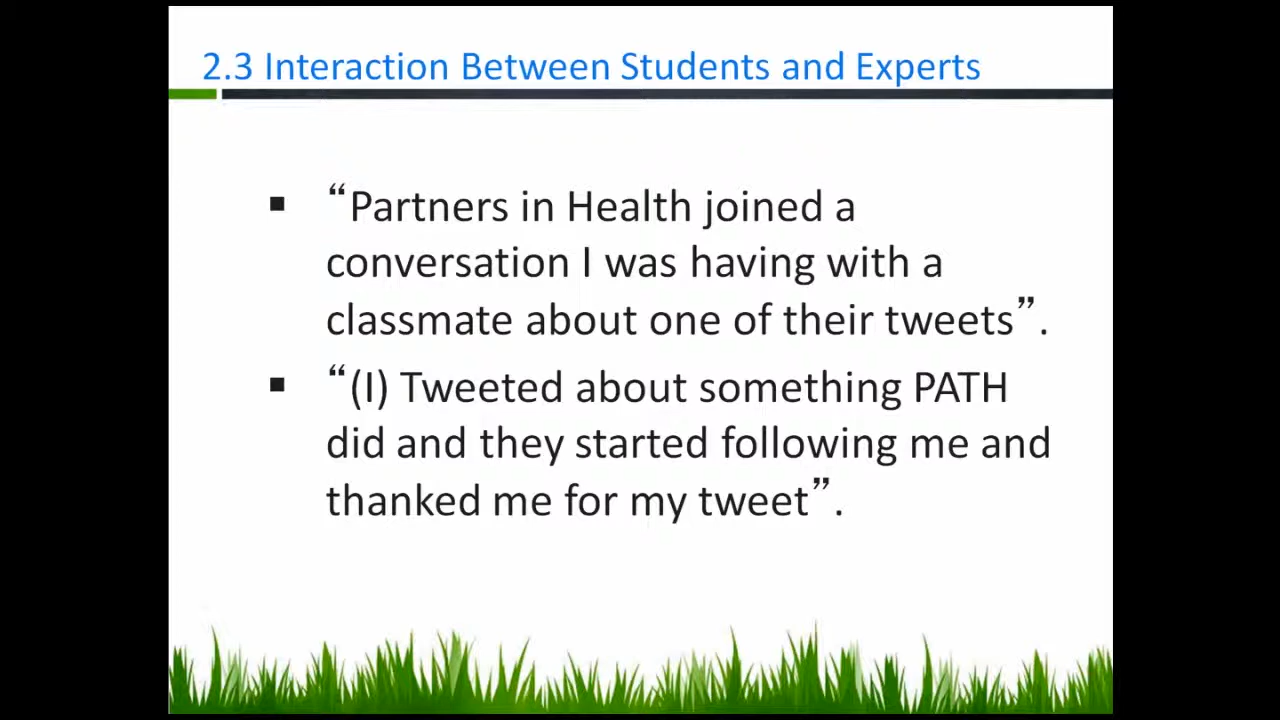 2.3 Interaction Between Students and Experts
▪ “Partners in Health joined a
conversation I was having with a
classmate about one of their tweets”.
▪ “(I) Tweeted about something PATH
did and they started following me and
thanked me for my tweet”.